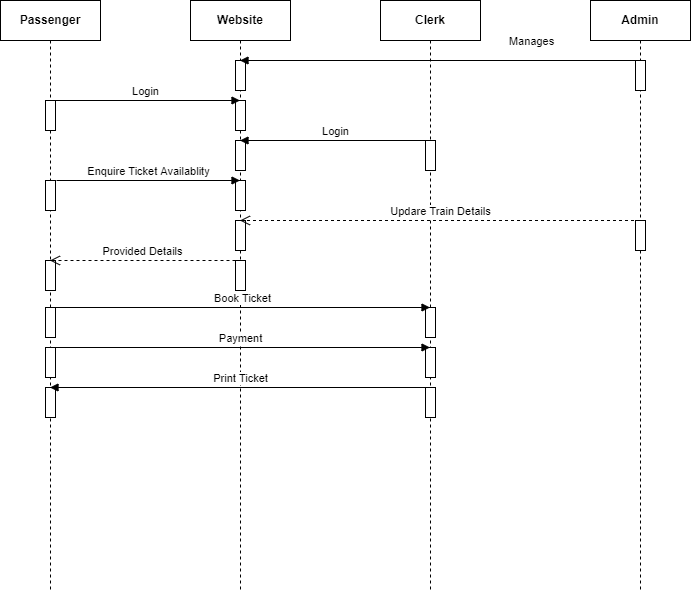 Passenger
Website
Clerk
Admin
Manages
Login
Login
Enquire Ticket Availablity
Updare Train Details
Provided Details
Book Ticket
Payment
Print Ticket